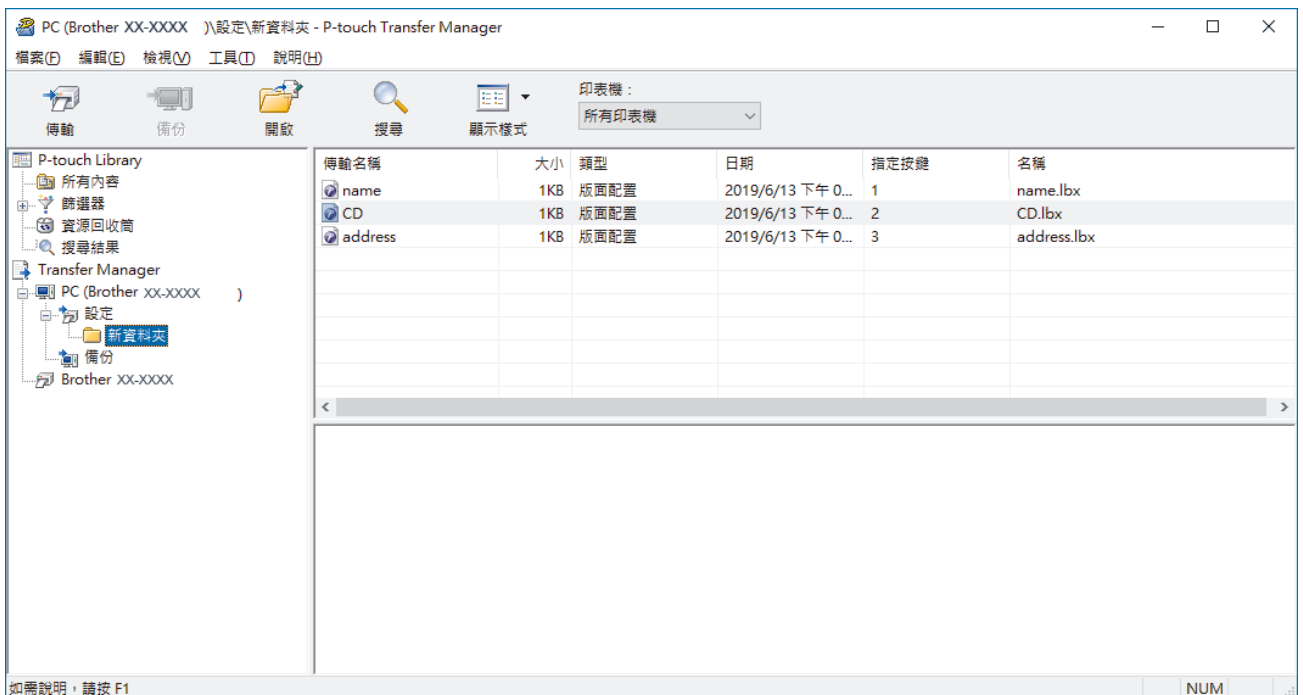 PC (Brother XX-XXXX )\設定\新資料夾 - P-touch Transfer Manager
檔案(F) 編輯(E) 檢視(V) 工具(T) 說明(H)
傳輸 備份 開啟 搜尋 顯示樣式
印表機：
所有印表機
P-touch Library
所有內容
篩選器
資源回收筒
搜尋結果
Transfer Manager
PC (Brother XX-XXXX )
設定
新資料夾
備份
Brother XX-XXXX
傳輸名稱 大小 類型 日期 指定按鍵 名稱
name 1KB 版面配置 2019/6/13 下午 0... 1 name.lbx
CD 1KB 版面配置 2019/6/13 下午 0... 2 CD.lbx
address 1KB 版面配置 2019/6/13 下午 0... 3 address.lbx
如需說明，請按 F1 NUM